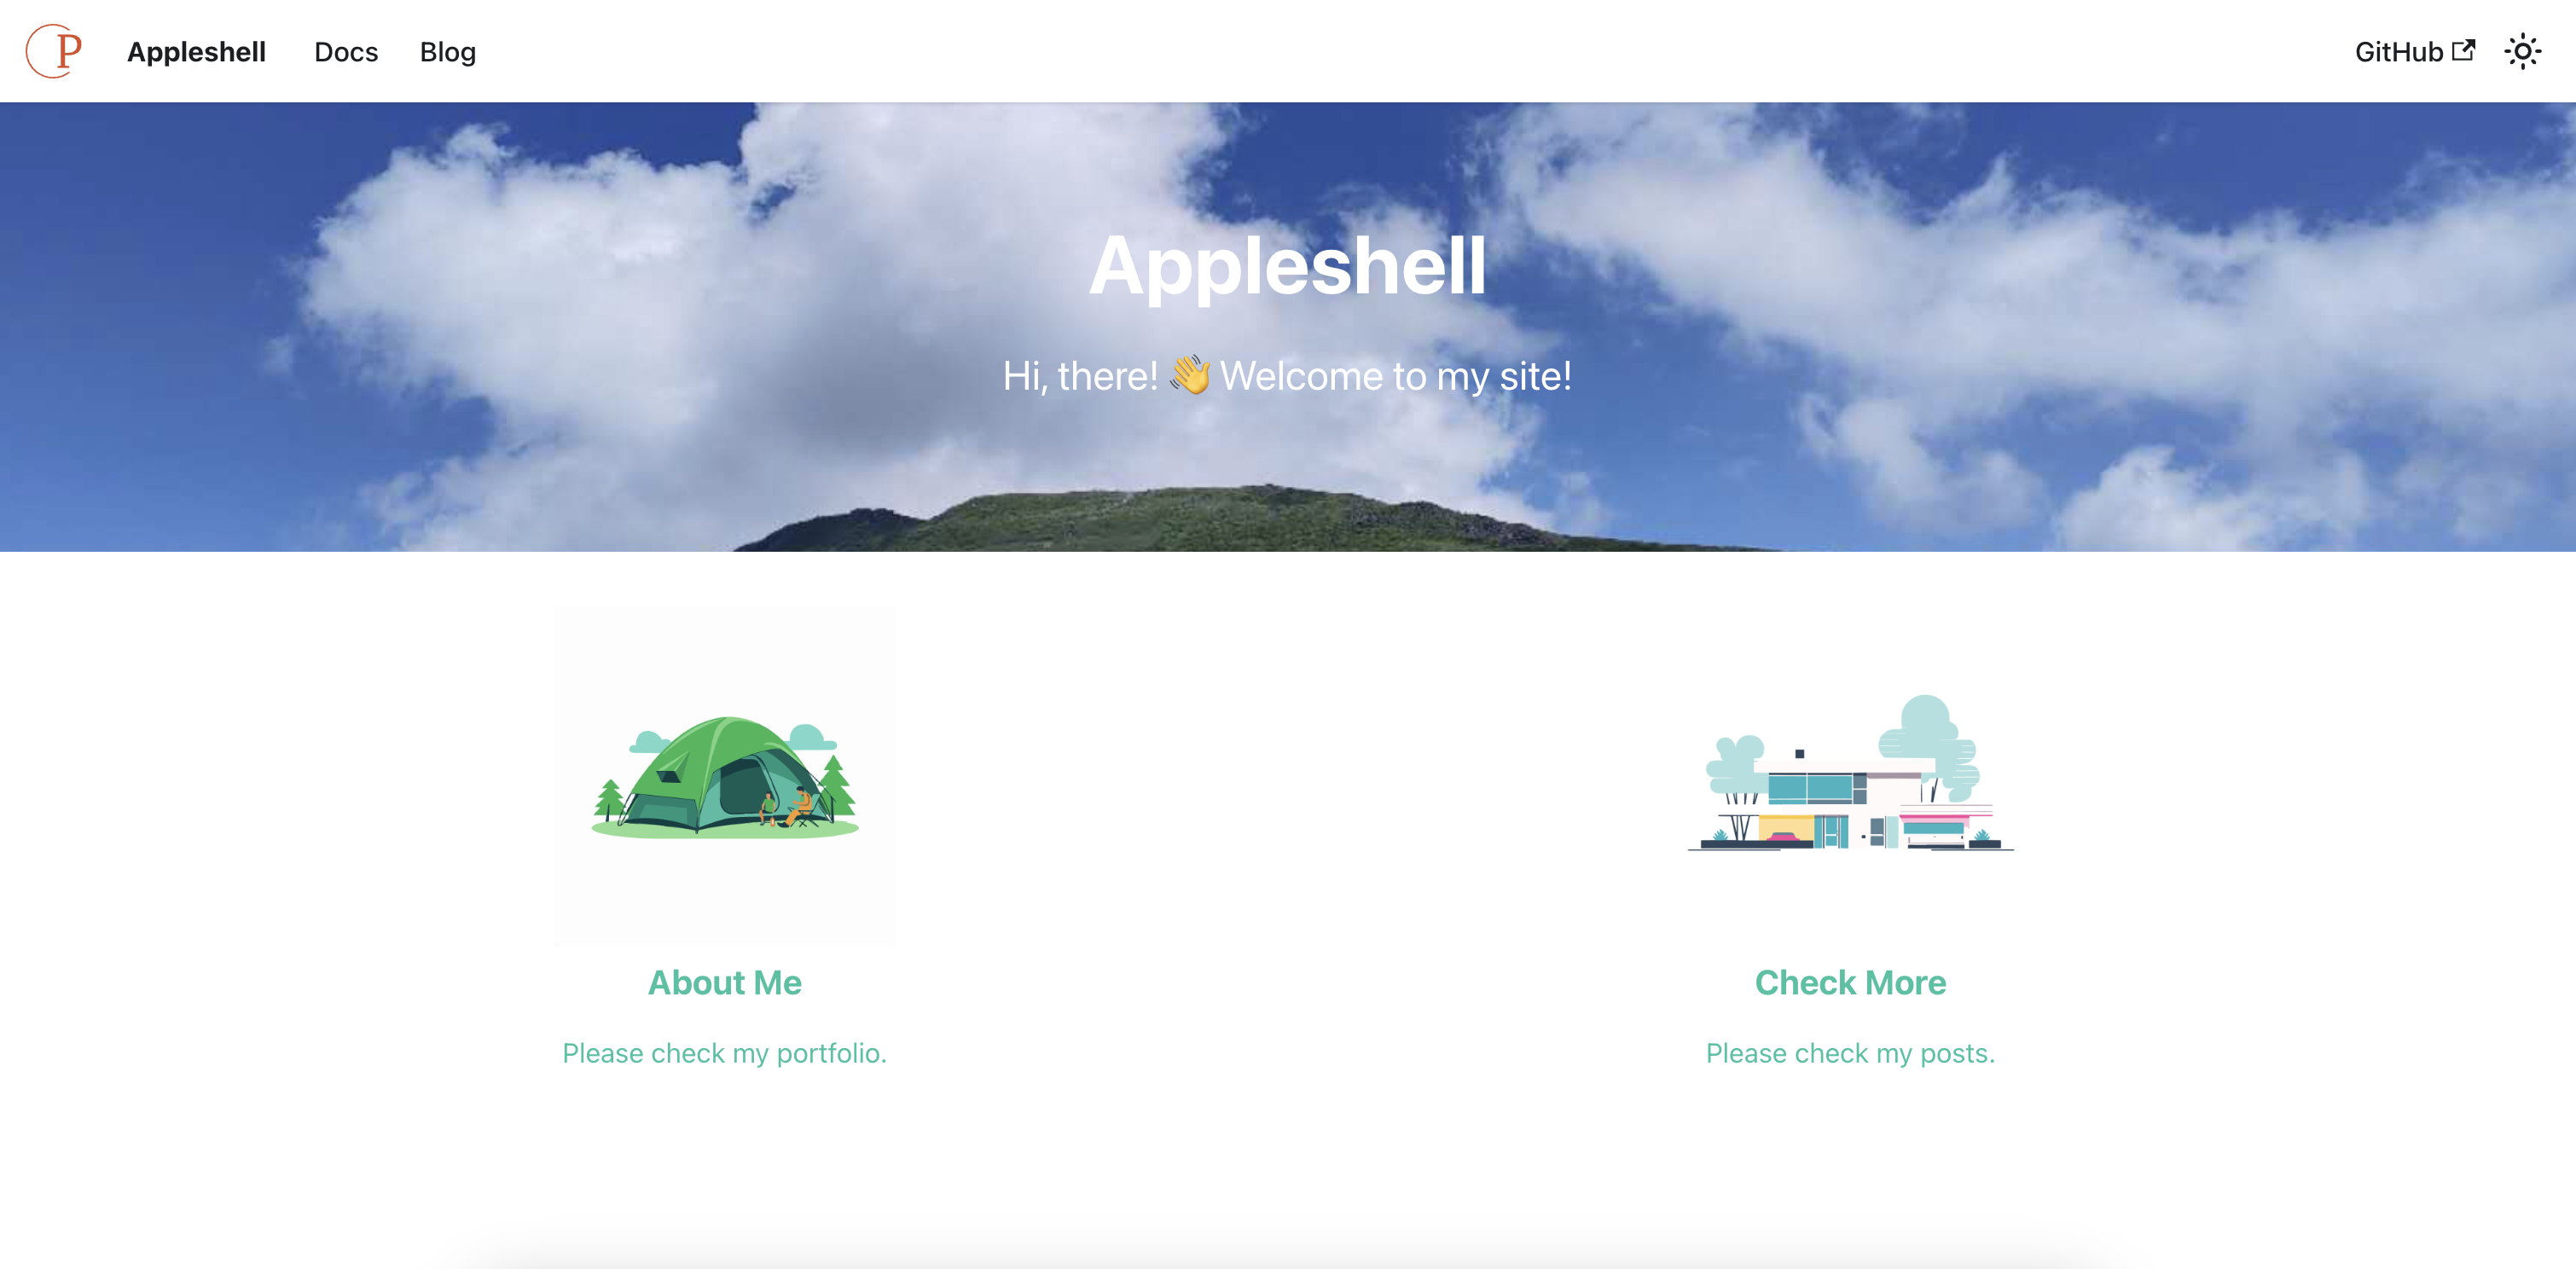 P Appleshell Docs Blog GitHub
Appleshell
Hi, there! 👋 Welcome to my site!
About Me
Please check my portfolio.
Check More
Please check my posts.